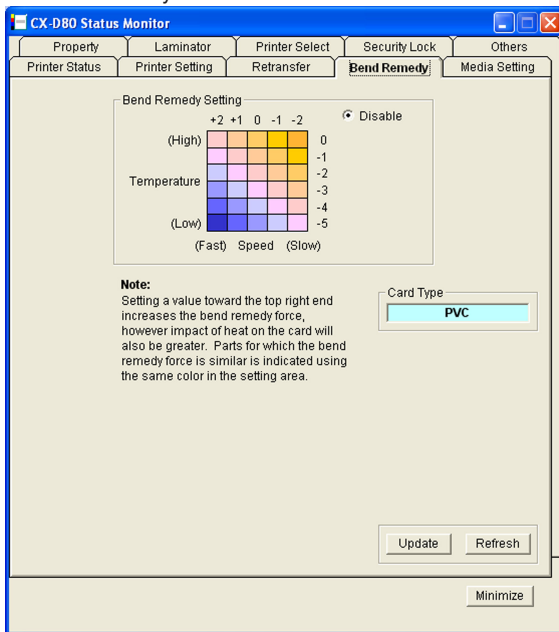 CX-D80 Status Monitor
Property Laminator Printer Select Security Lock Others
Printer Status Printer Setting Retransfer Bend Remedy Media Setting
Bend Remedy Setting
+2 +1 0 -1 -2
Disable
(High) 0
-1
-2
Temperature
-3
-4
(Low) -5
(Fast) Speed (Slow)
Note:
Setting a value toward the top right end
increases the bend remedy force,
however impact of heat on the card will
also be greater. Parts for which the bend
remedy force is similar is indicated using
the same color in the setting area.
Card Type
PVC
Update Refresh
Minimize